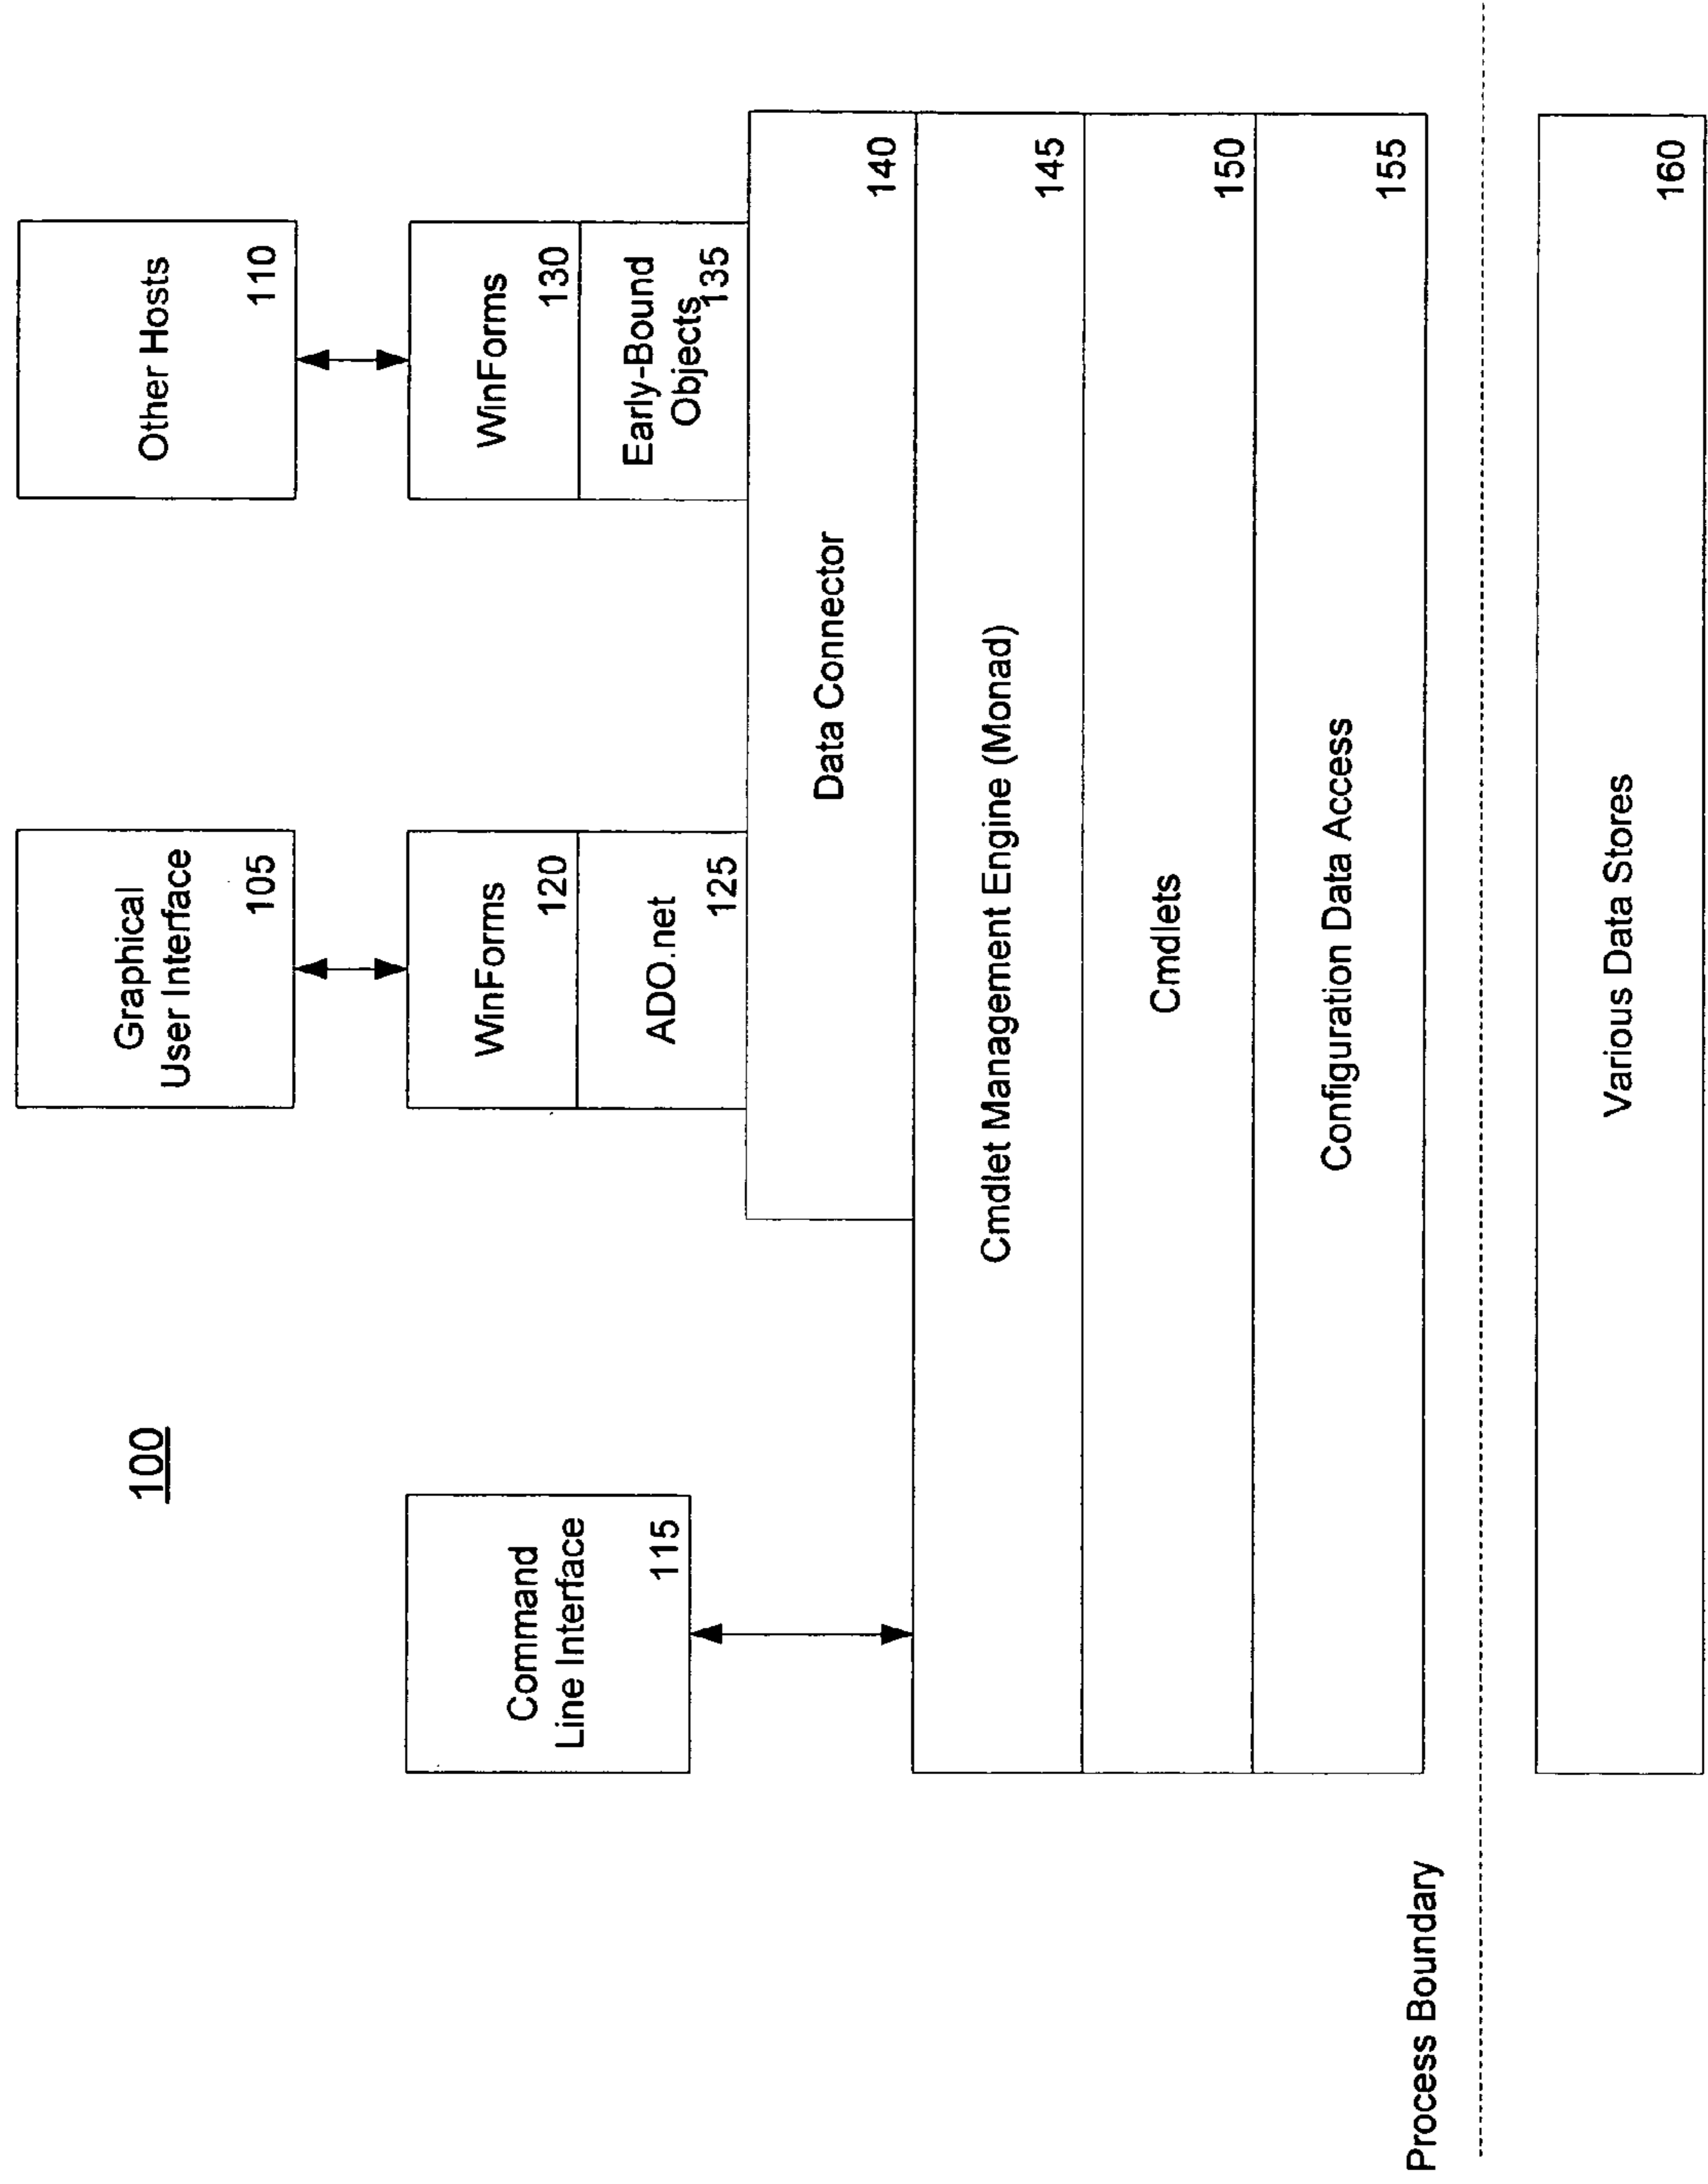 100
Graphical
User Interface
105
Other Hosts
110
Command
Line Interface
115
WinForms
120
ADO.net
125
WinForms
130
Early-Bound
Objects
135
Data Connector
140
Cmdlet Management Engine (Monad)
145
Cmdlets
150
Configuration Data Access
155
Process Boundary
Various Data Stores
160